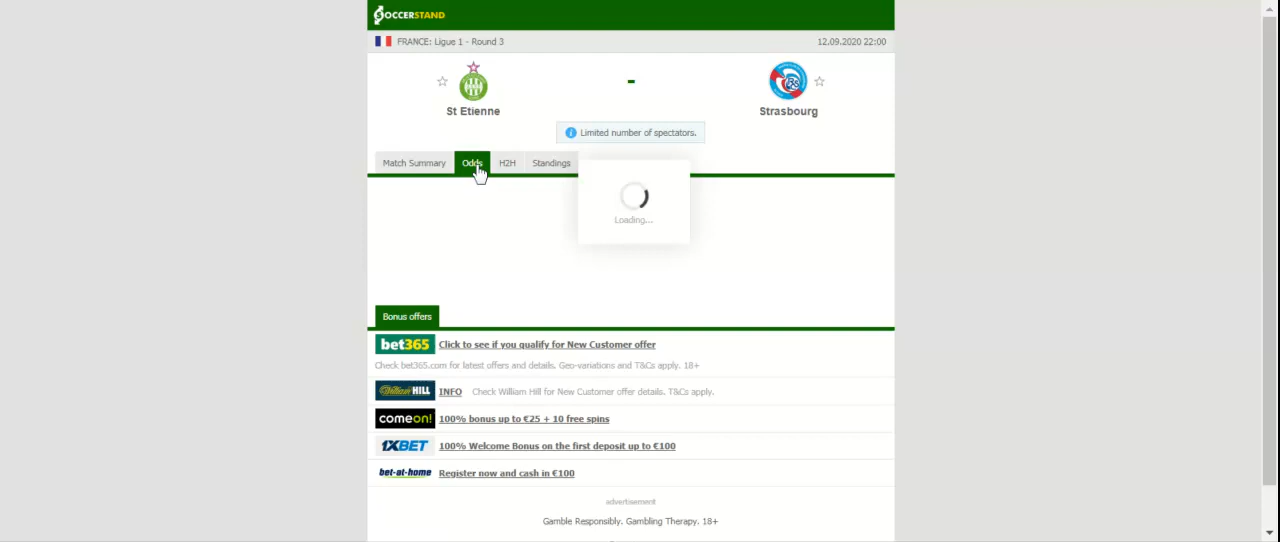 SOCCERSTAND
FRANCE: Ligue 1 - Round 3
12.09.2020 22:00
St Etienne
-
Strasbourg
Limited number of spectators.
Match Summary
Odds
H2H
Standings
Loading...
Bonus offers
bet365 Click to see if you qualify for New Customer offer
Check bet365.com for latest offers and details. Geo-variations and T&Cs apply. 18+
William HILL INFO Check William Hill for New Customer offer details. T&Cs apply.
comeon! 100% bonus up to €25 + 10 free spins
1XBET 100% Welcome Bonus on the first deposit up to €100
bet-at-home Register now and cash in €100
advertisement
Gamble Responsibly. Gambling Therapy. 18+